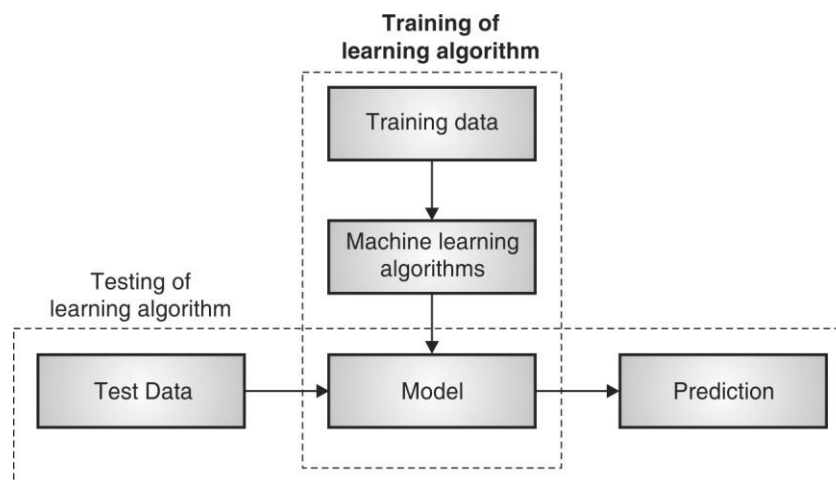 Training of
learning algorithm
Training data
Machine learning
algorithms
Testing of
learning algorithm
Test Data
Model
Prediction